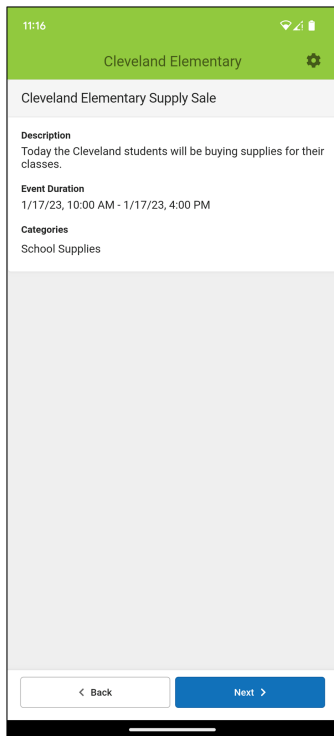 11:16
Cleveland Elementary
Cleveland Elementary Supply Sale
Description
Today the Cleveland students will be buying supplies for their
classes.
Event Duration
1/17/23, 10:00 AM - 1/17/23, 4:00 PM
Categories
School Supplies
Back
Next